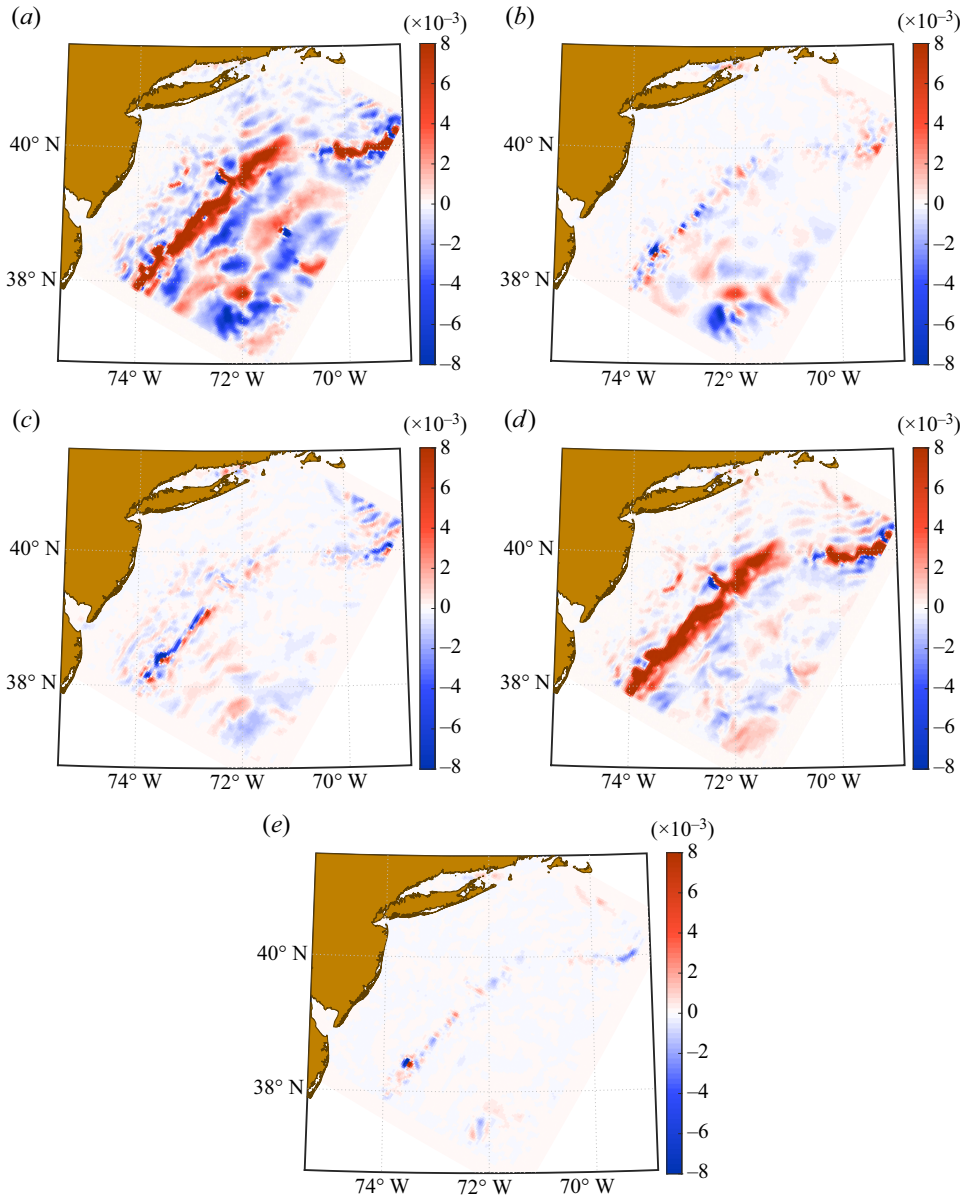 (a) (×10⁻³) (b) (×10⁻³)
8 8
6 6
40° N 4 40° N 4
2 2
0 0
–2 –2
38° N –4 38° N –4
–6 –6
–8 –8
74° W 72° W 70° W 74° W 72° W 70° W
(c) (×10⁻³) (d) (×10⁻³)
8 8
6 6
40° N 4 40° N 4
2 2
0 0
–2 –2
38° N –4 38° N –4
–6 –6
–8 –8
74° W 72° W 70° W 74° W 72° W 70° W
(e) (×10⁻³)
8
6
40° N 4
2
0
–2
38° N –4
–6
–8
74° W 72° W 70° W